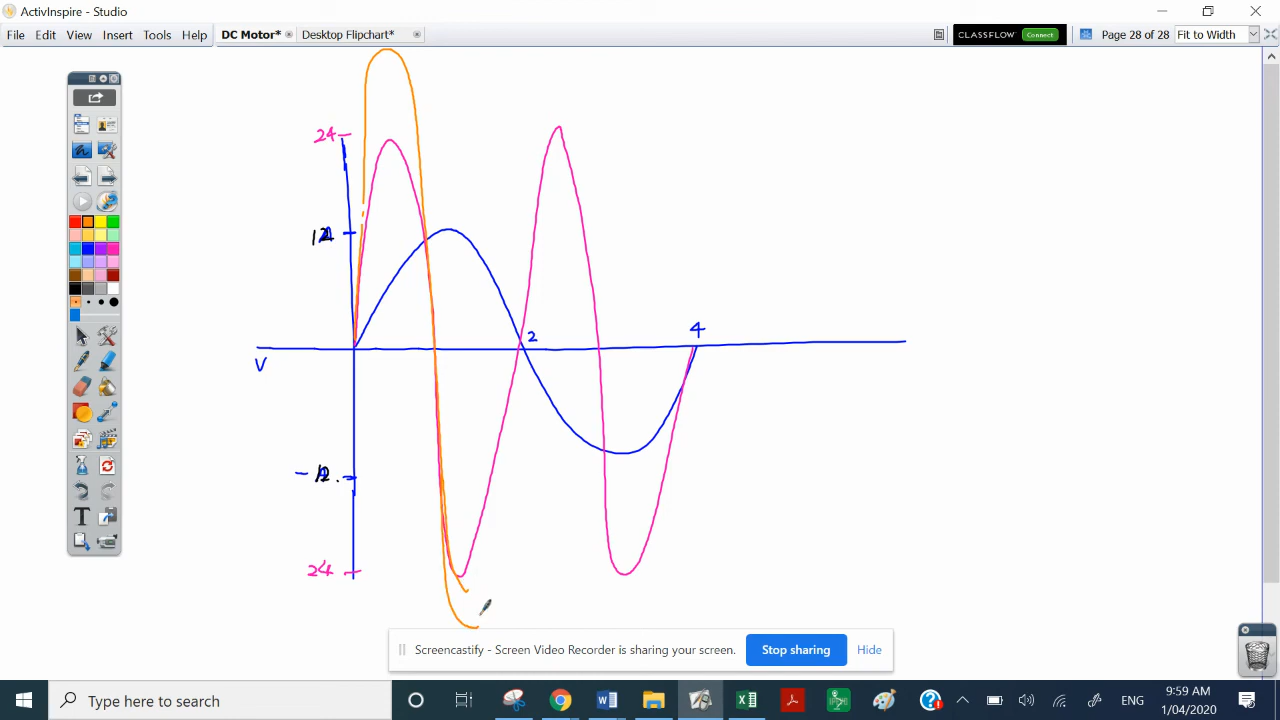 ActivInspire - Studio
File Edit View Insert Tools Help DC Motor* Desktop Flipchart* CLASSFLOW Connect Page 28 of 28 Fit to Width
24
12
2
4
V
24
Screencastify - Screen Video Recorder is sharing your screen. Stop sharing Hide
Type here to search
ENG
9:59 AM
1/04/2020